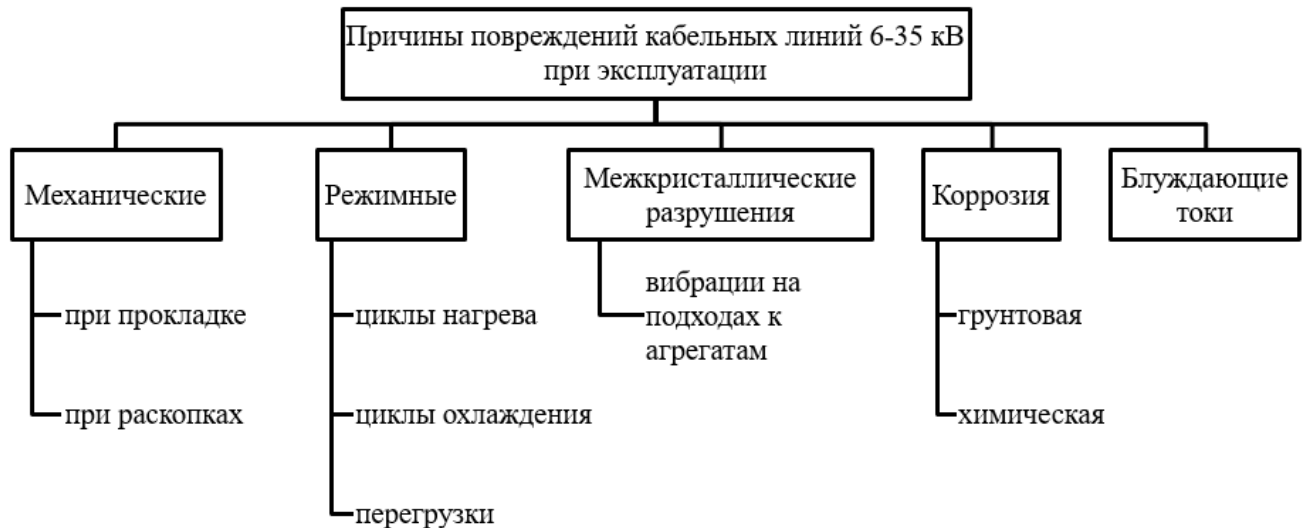 Причины повреждений кабельных линий 6-35 кВ
при эксплуатации
Механические
Режимные
Межкристаллические
разрушения
Коррозия
Блуждающие
токи
при прокладке
при раскопках
циклы нагрева
циклы охлаждения
перегрузки
вибрации на
подходах к
агрегатам
грунтовая
химическая